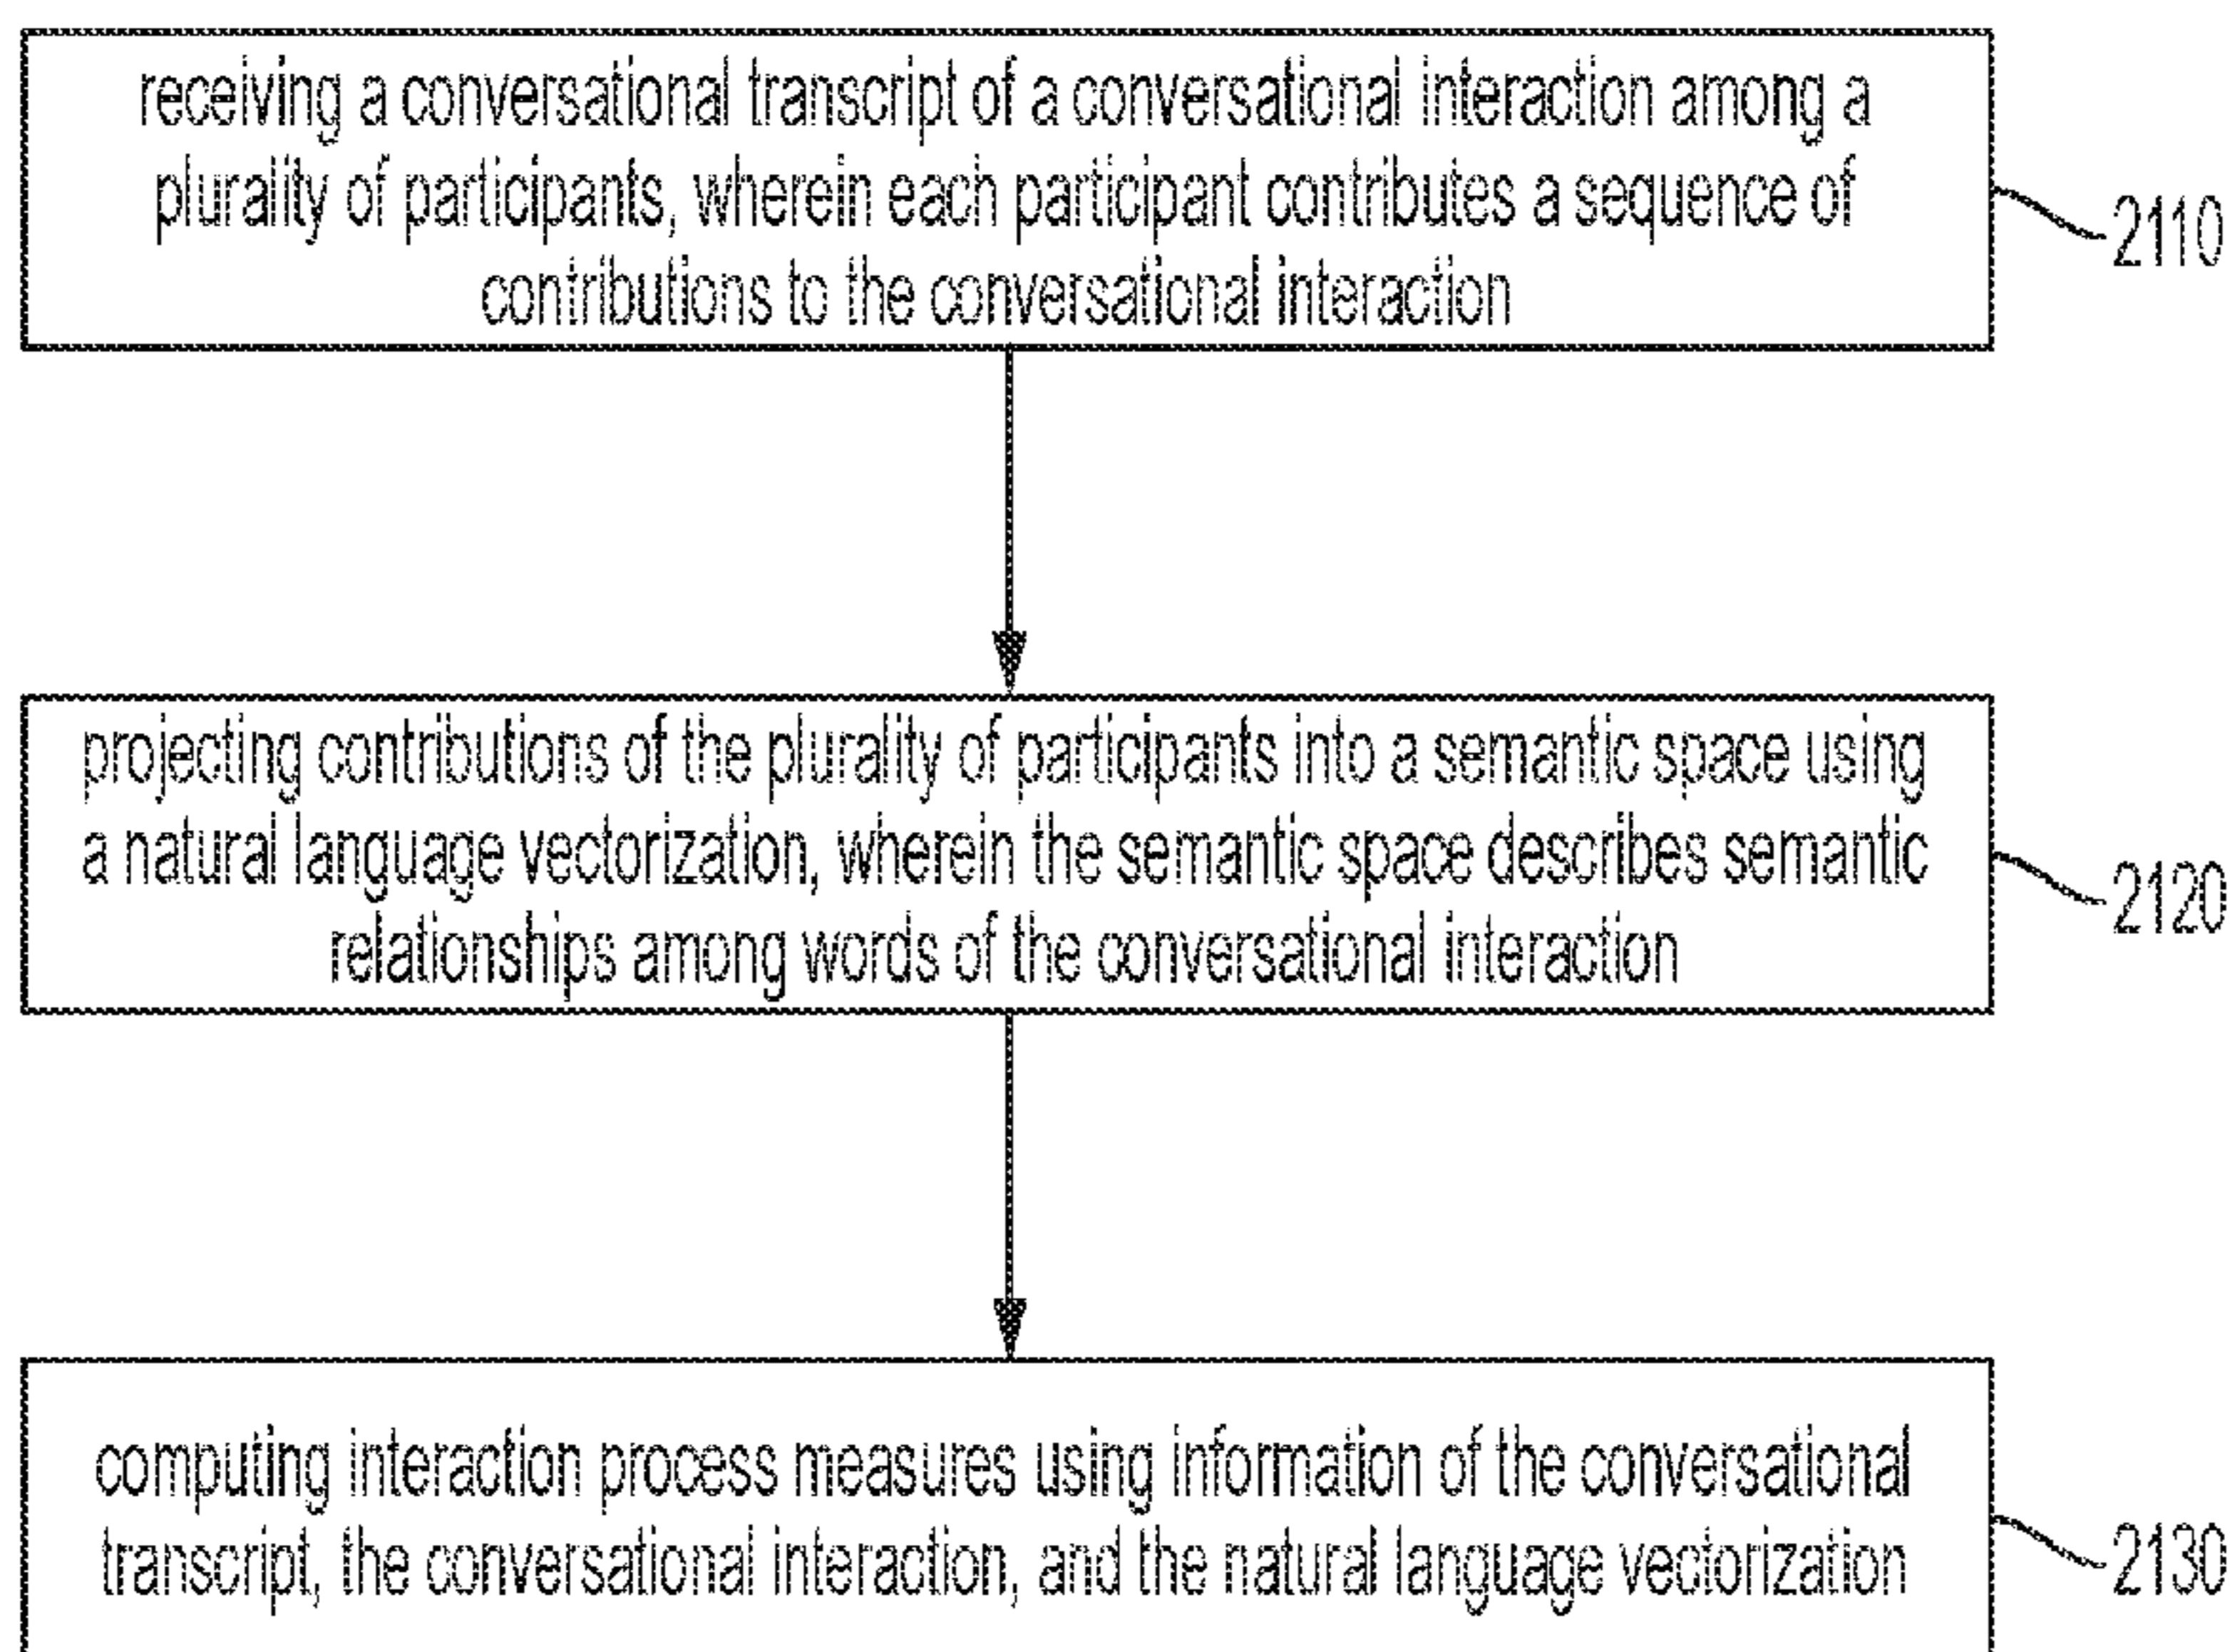 receiving a conversational transcript of a conversational interaction among a
plurality of participants, wherein each participant contributes a sequence of
contributions to the conversational interaction
2110
projecting contributions of the plurality of participants into a semantic space using
a natural language vectorization, wherein the semantic space describes semantic
relationships among words of the conversational interaction
2120
computing interaction process measures using information of the conversational
transcript, the conversational interaction, and the natural language vectorization
2130